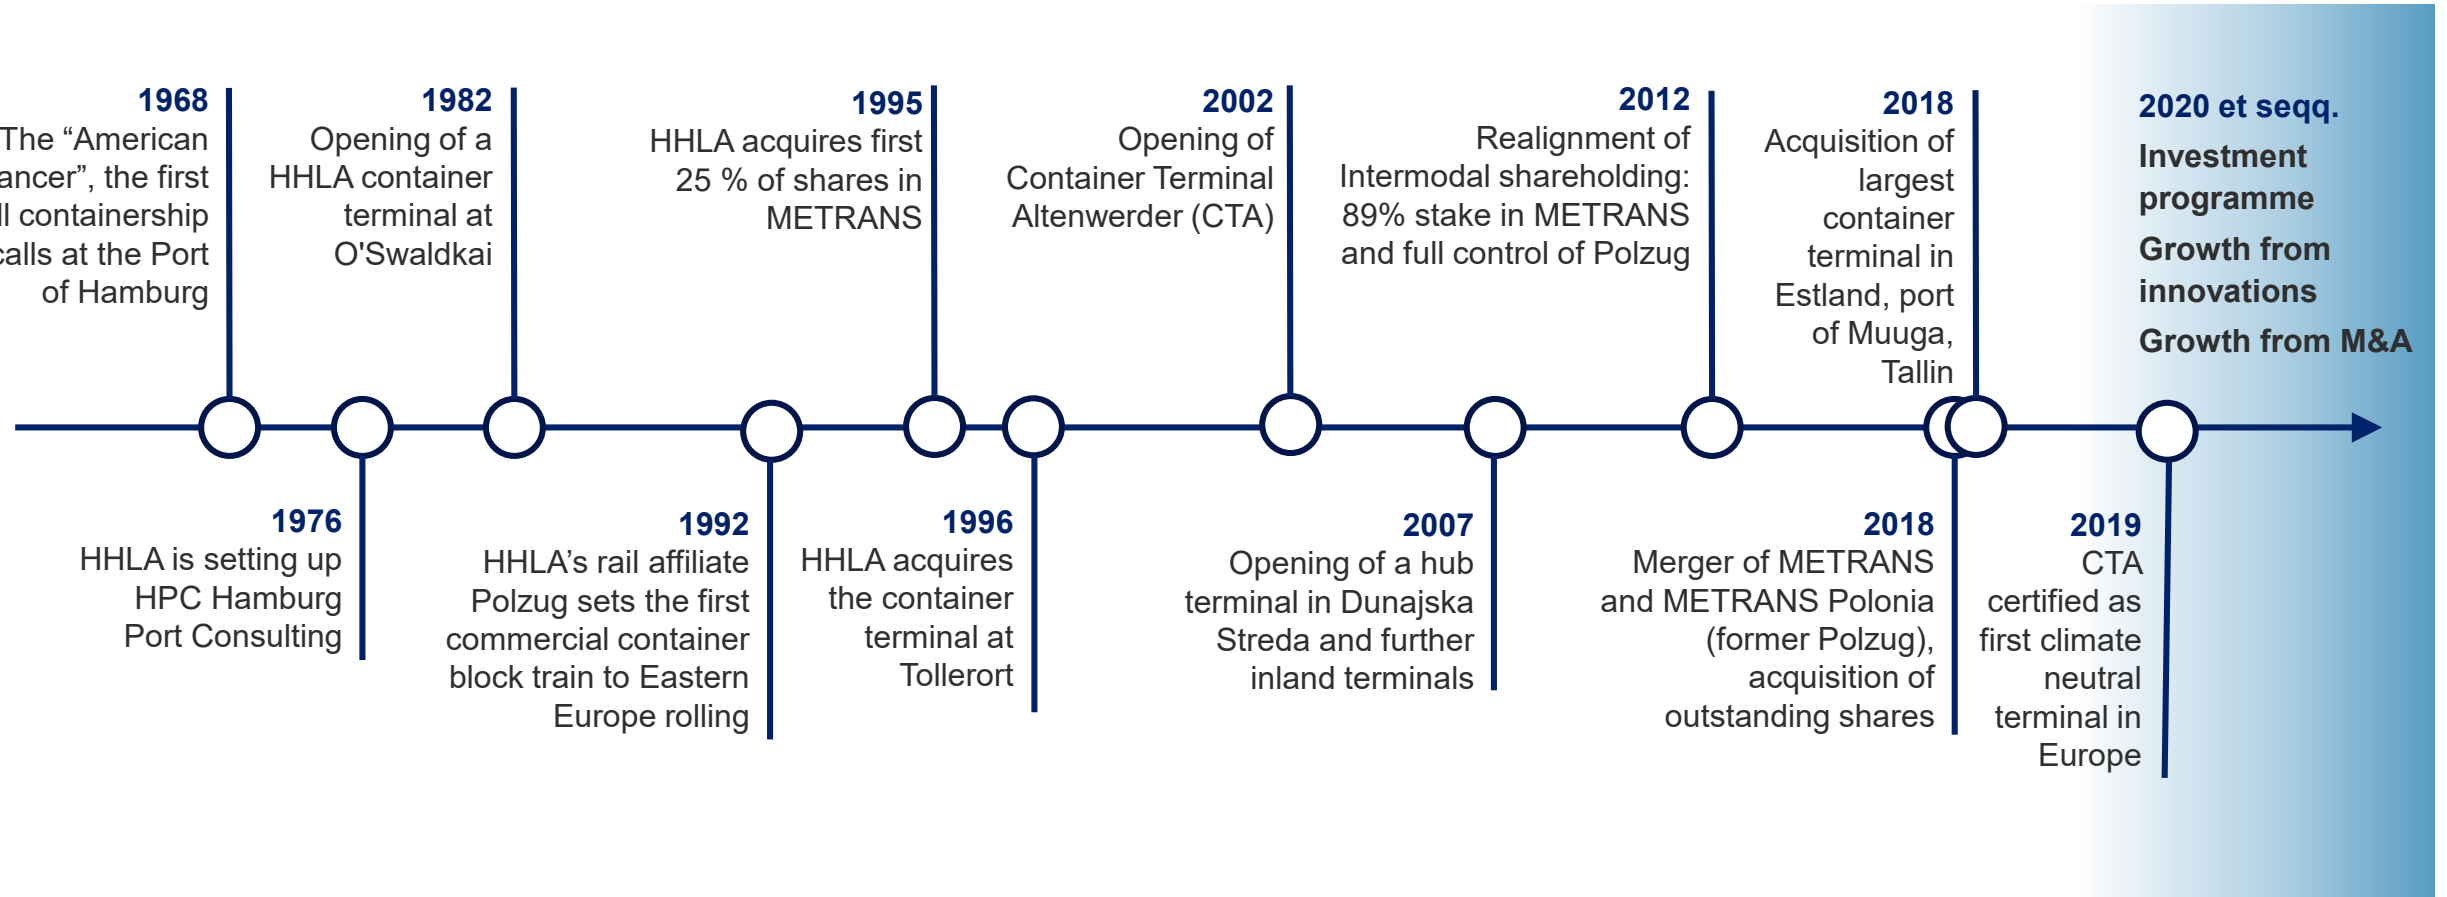 1968
The “American
ancer”, the first
ll containership
calls at the Port
of Hamburg
1982
Opening of a
HHLA container
terminal at
O'Swaldkai
1995
HHLA acquires first
25 % of shares in
METRANS
2002
Opening of
Container Terminal
Altenwerder (CTA)
2012
Realignment of
Intermodal shareholding:
89% stake in METRANS
and full control of Polzug
2018
Acquisition of
largest
container
terminal in
Estland, port
of Muuga,
Tallin
2020 et seqq.
Investment
programme
Growth from
innovations
Growth from M&A
1976
HHLA is setting up
HPC Hamburg
Port Consulting
1992
HHLA’s rail affiliate
Polzug sets the first
commercial container
block train to Eastern
Europe rolling
1996
HHLA acquires
the container
terminal at
Tollerort
2007
Opening of a hub
terminal in Dunajska
Streda and further
inland terminals
2018
Merger of METRANS
and METRANS Polonia
(former Polzug),
acquisition of
outstanding shares
2019
CTA
certified as
first climate
neutral
terminal in
Europe